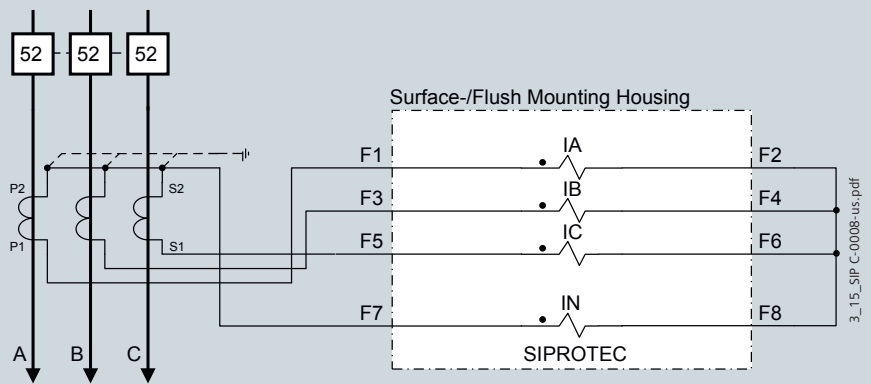 52 52 52
Surface-/Flush Mounting Housing
F1 IA F2
P2 S2
F3 IB F4
P1 S1
F5 IC F6
F7 IN F8
A B C
SIPROTEC
3_15_SIP C-0008-us.pdf